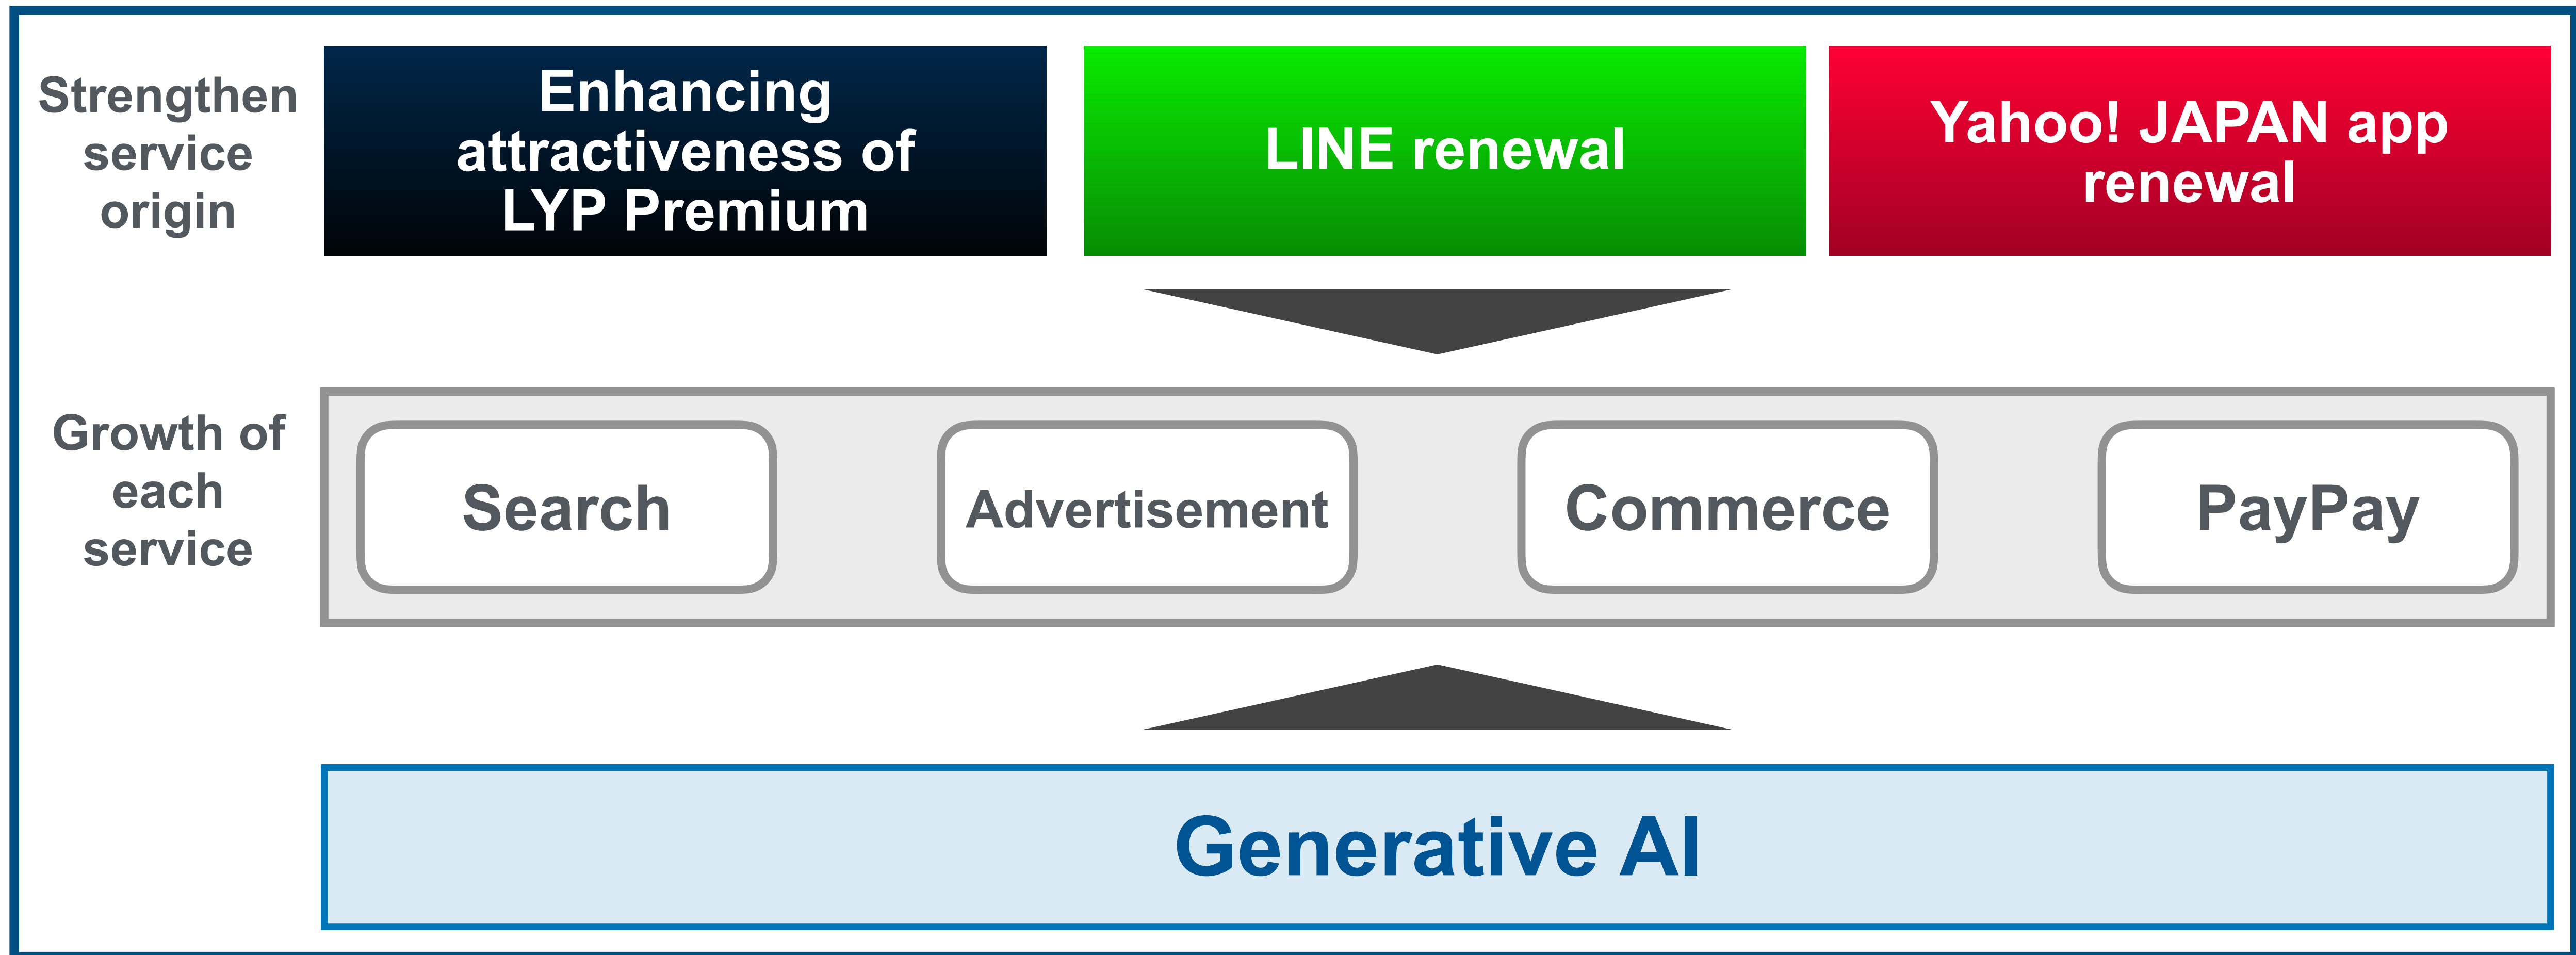 Strengthen
service
origin
Enhancing
attractiveness of
LYP Premium
LINE renewal
Yahoo! JAPAN app
renewal
Growth of
each
service
Search
Advertisement
Commerce
PayPay
Generative AI